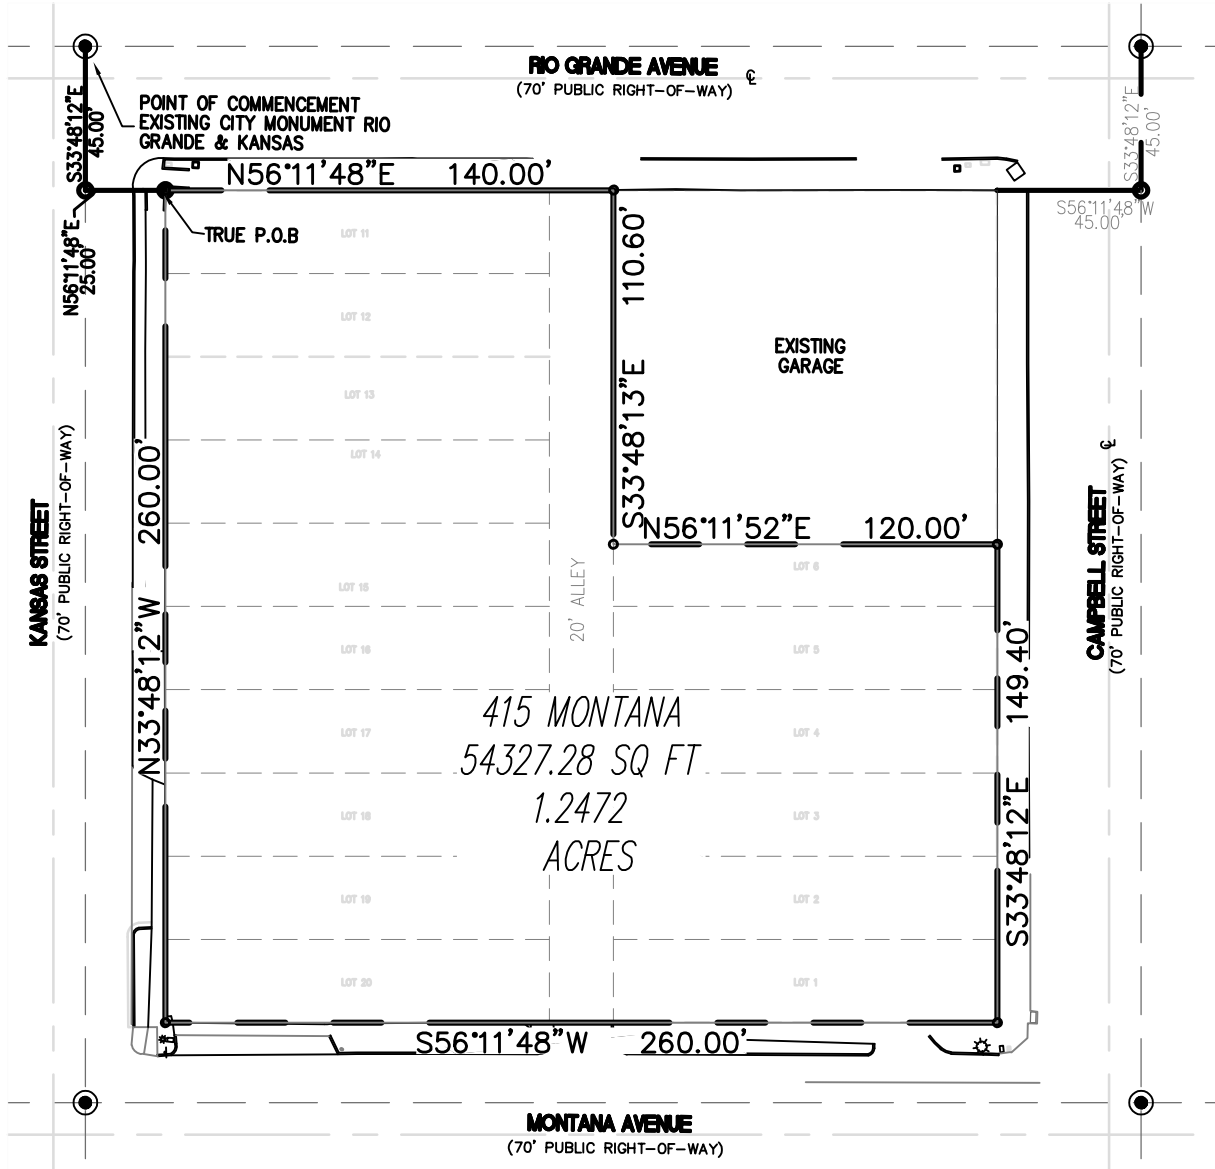 RIO GRANDE AVENUE
(70' PUBLIC RIGHT-OF-WAY)
℄
S33°48'12"E
45.00'
POINT OF COMMENCEMENT
EXISTING CITY MONUMENT RIO
GRANDE & KANSAS
S33°48'12"E
45.00'
N56°11'48"E 140.00'
S56°11'48"W
45.00'
N56°11'48"E
25.00'
TRUE P.O.B
LOT 11
110.60'
S33°48'13"E
LOT 12
EXISTING
GARAGE
LOT 13
LOT 14
260.00'
N33°48'12"W
KANSAS STREET
(70' PUBLIC RIGHT-OF-WAY)
℄
CAMPBELL STREET
(70' PUBLIC RIGHT-OF-WAY)
N56°11'52"E 120.00'
LOT 6
LOT 15
20' ALLEY
LOT 16
LOT 5
149.40'
S33°48'12"E
415 MONTANA
54327.28 SQ FT
1.2472
ACRES
LOT 17
LOT 4
LOT 18
LOT 3
LOT 19
LOT 2
LOT 20
LOT 1
S56°11'48"W 260.00'
MONTANA AVENUE
(70' PUBLIC RIGHT-OF-WAY)